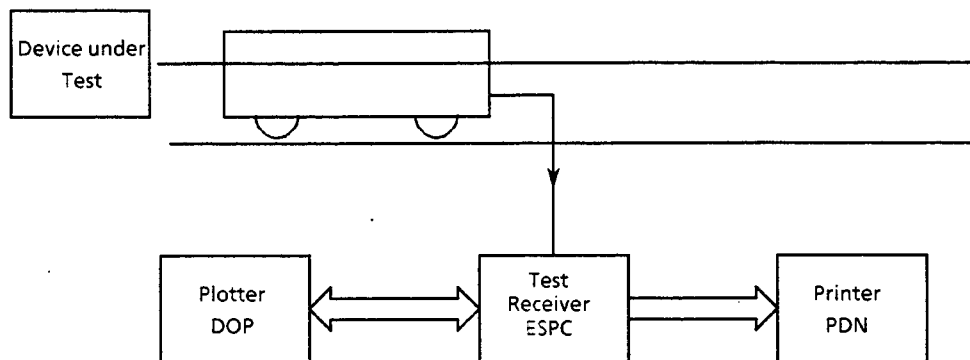 Device under
Test
Plotter
DOP
Test
Receiver
ESPC
Printer
PDN